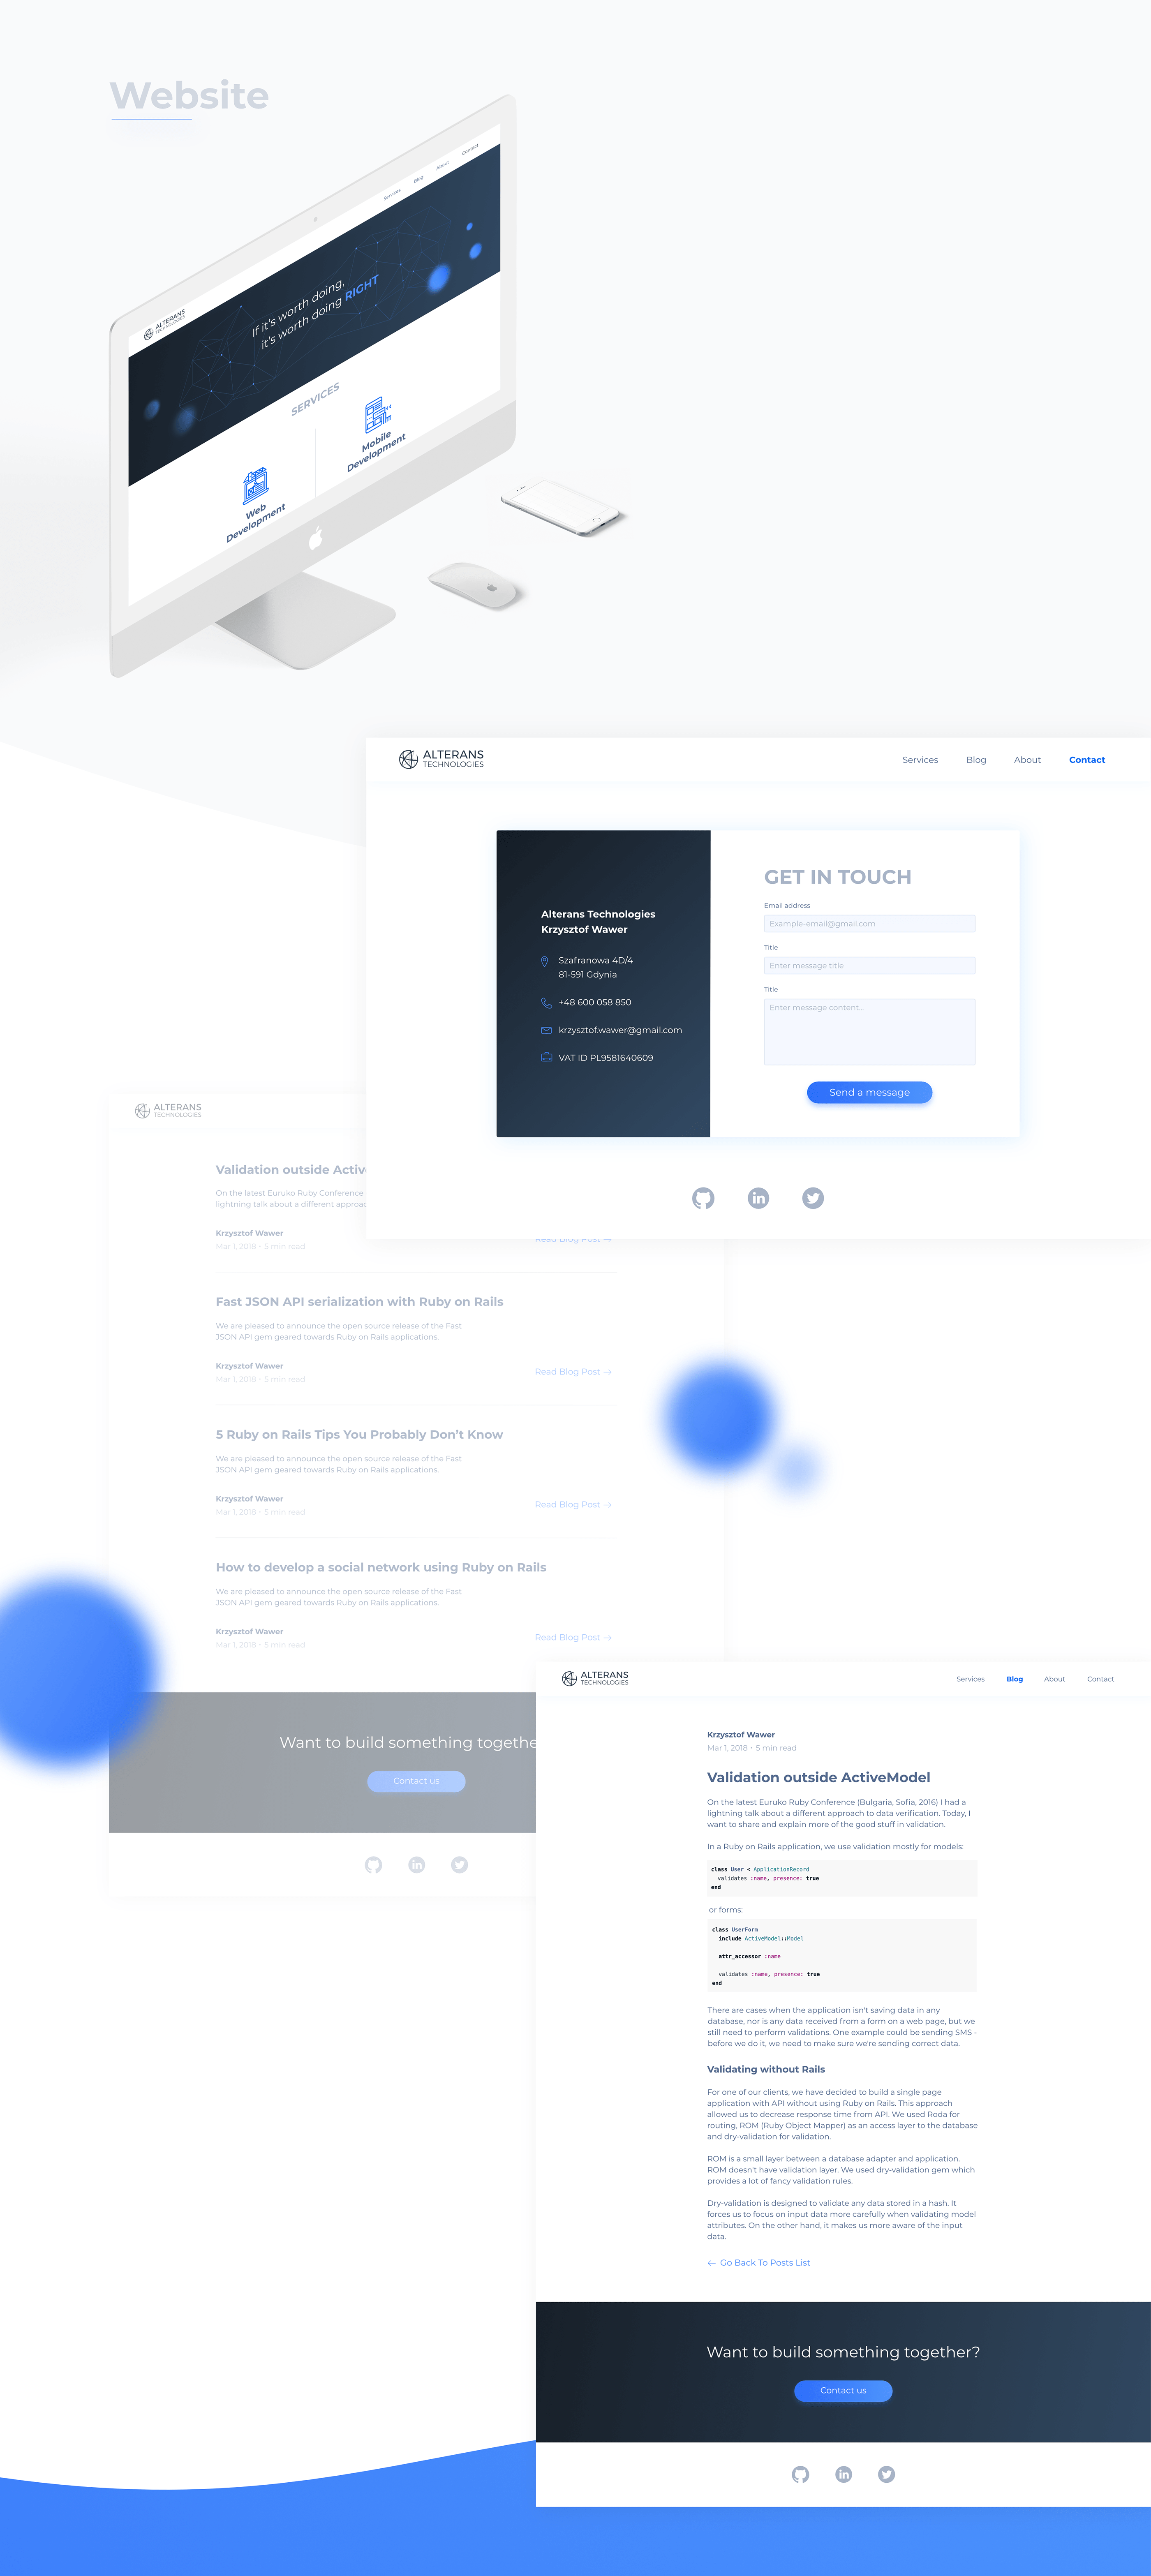 Website
Services
Blog
About
Contact
ALTERANS
TECHNOLOGIES
If it's worth doing,
it's worth doing RIGHT
SERVICES
Web
Development
Mobile
Development
ALTERANS
TECHNOLOGIES
Services
Blog
About
Contact
Alterans Technologies
Krzysztof Wawer
Szafranowa 4D/4
81-591 Gdynia
+48 600 058 850
krzysztof.wawer@gmail.com
VAT ID PL9581640609
GET IN TOUCH
Email address
Example-email@gmail.com
Title
Enter message title
Title
Enter message content...
Send a message
ALTERANS
TECHNOLOGIES
Validation outside Activ
On the latest Euruko Ruby Conference
lightning talk about a different approac
Krzysztof Wawer
Mar 1, 2018 • 5 min read
Read Blog Post →
Fast JSON API serialization with Ruby on Rails
We are pleased to announce the open source release of the Fast
JSON API gem geared towards Ruby on Rails applications.
Krzysztof Wawer
Mar 1, 2018 • 5 min read
Read Blog Post →
5 Ruby on Rails Tips You Probably Don't Know
We are pleased to announce the open source release of the Fast
JSON API gem geared towards Ruby on Rails applications.
Krzysztof Wawer
Mar 1, 2018 • 5 min read
Read Blog Post →
How to develop a social network using Ruby on Rails
We are pleased to announce the open source release of the Fast
JSON API gem geared towards Ruby on Rails applications.
Krzysztof Wawer
Mar 1, 2018 • 5 min read
Read Blog Post →
Want to build something togethe
Contact us
ALTERANS
TECHNOLOGIES
Services
Blog
About
Contact
Krzysztof Wawer
Mar 1, 2018 • 5 min read
Validation outside ActiveModel
On the latest Euruko Ruby Conference (Bulgaria, Sofia, 2016) I had a
lightning talk about a different approach to data verification. Today, I
want to share and explain more of the good stuff in validation.
In a Ruby on Rails application, we use validation mostly for models:
class User < ApplicationRecord
validates :name, presence: true
end
or forms:
class UserForm
include ActiveModel::Model
attr_accessor :name
validates :name, presence: true
end
There are cases when the application isn't saving data in any
database, nor is any data received from a form on a web page, but we
still need to perform validations. One example could be sending SMS -
before we do it, we need to make sure we're sending correct data.
Validating without Rails
For one of our clients, we have decided to build a single page
application with API without using Ruby on Rails. This approach
allowed us to decrease response time from API. We used Roda for
routing, ROM (Ruby Object Mapper) as an access layer to the database
and dry-validation for validation.
ROM is a small layer between a database adapter and application.
ROM doesn't have validation layer. We used dry-validation gem which
provides a lot of fancy validation rules.
Dry-validation is designed to validate any data stored in a hash. It
forces us to focus on input data more carefully when validating model
attributes. On the other hand, it makes us more aware of the input
data.
← Go Back To Posts List
Want to build something together?
Contact us